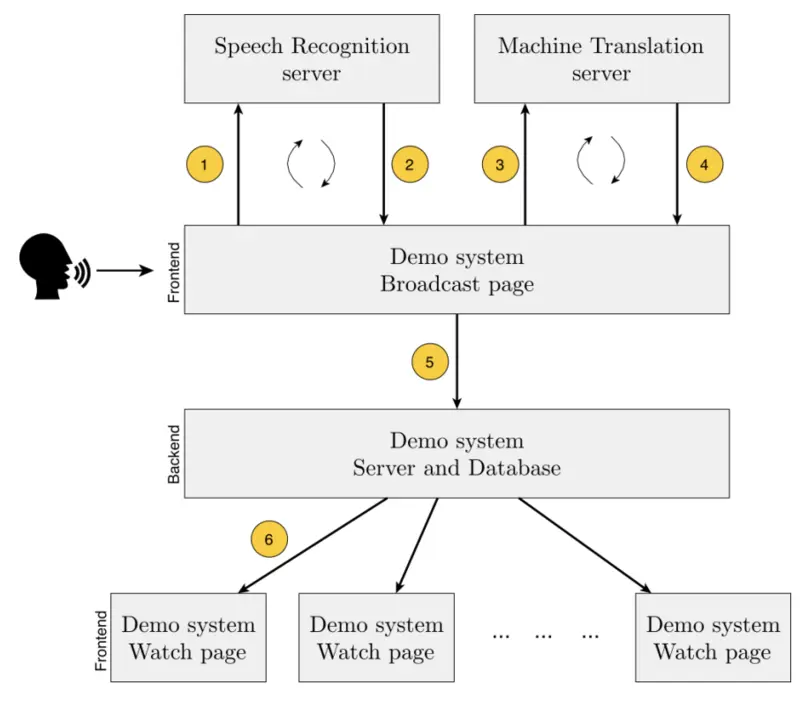 Speech Recognition
server
Machine Translation
server
1
2
3
4
Frontend
Demo system
Broadcast page
5
Backend
Demo system
Server and Database
6
Frontend
Demo system
Watch page
Demo system
Watch page
... ... ...
Demo system
Watch page